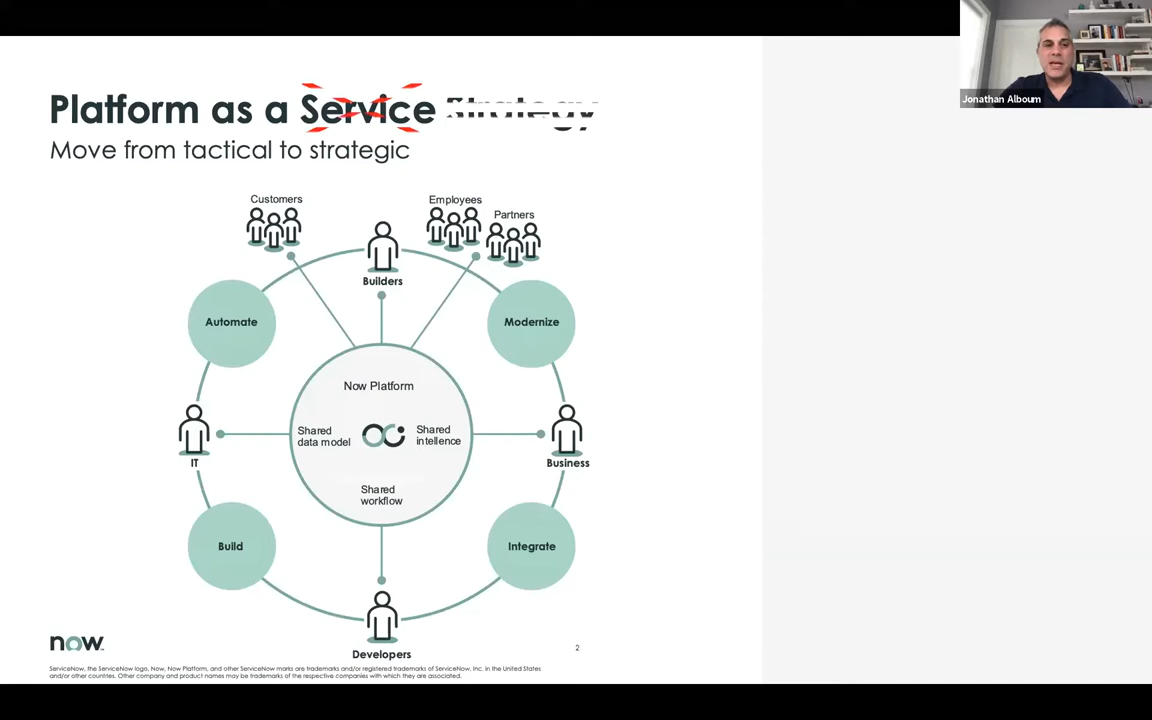 Jonathan Alboum
Platform as a Service Strategy
Move from tactical to strategic
Customers
Employees
Partners
Builders
Automate
Modernize
Now Platform
Shared
data model
Shared
intellence
IT
Business
Shared
workflow
Build
Integrate
Developers
now
2
ServiceNow, the ServiceNow logo, Now, Now Platform, and other ServiceNow marks are trademarks and/or registered trademarks of ServiceNow, Inc. in the United States
and/or other countries. Other company and product names may be trademarks of the respective companies with which they are associated.